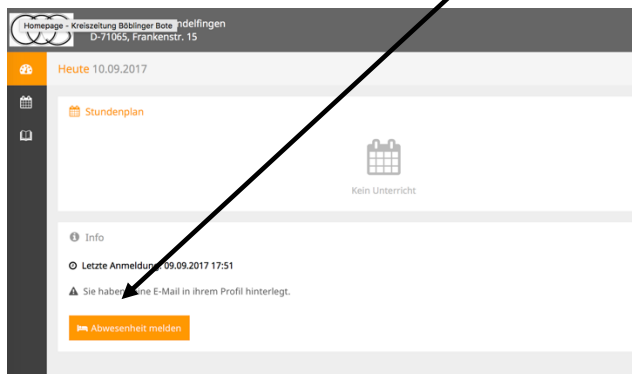 Homepage - Kreiszeitung Böblinger Bote ndelfingen
D-71065, Frankenstr. 15
Heute 10.09.2017
Stundenplan
Kein Unterricht
Info
Letzte Anmeldung: 09.09.2017 17:51
Sie haben ine E-Mail in ihrem Profil hinterlegt.
Abwesenheit melden